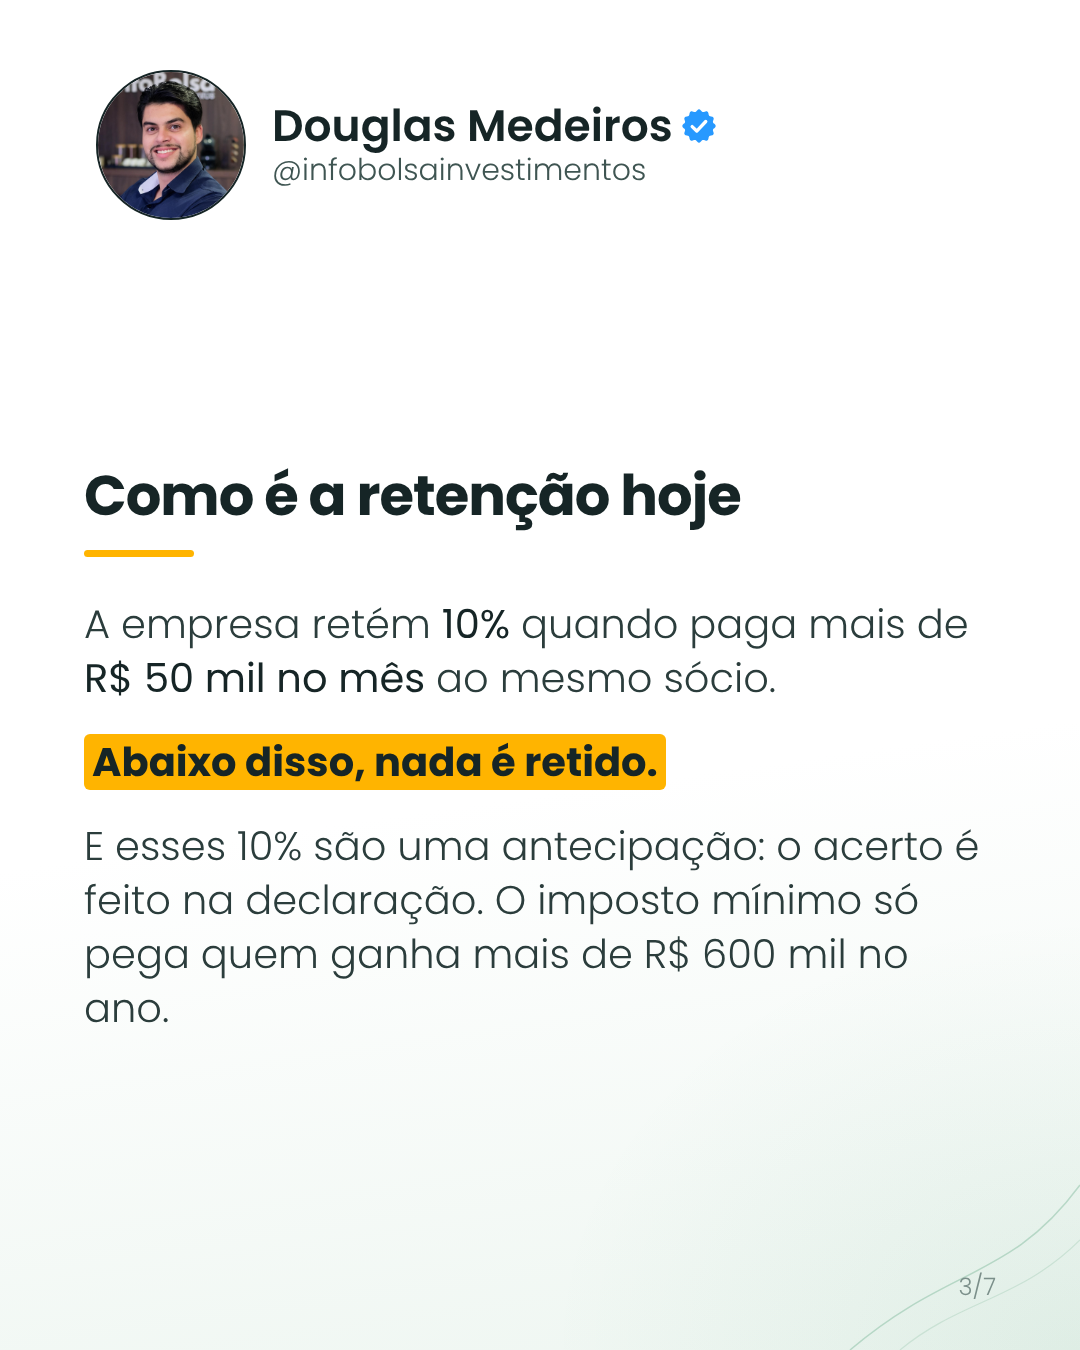 Douglas Medeiros
@infobolsainvestimentos
Como é a retenção hoje
A empresa retém 10% quando paga mais de
R$ 50 mil no mês ao mesmo sócio.
Abaixo disso, nada é retido.
E esses 10% são uma antecipação: o acerto é
feito na declaração. O imposto mínimo só
pega quem ganha mais de R$ 600 mil no
ano.
3/7